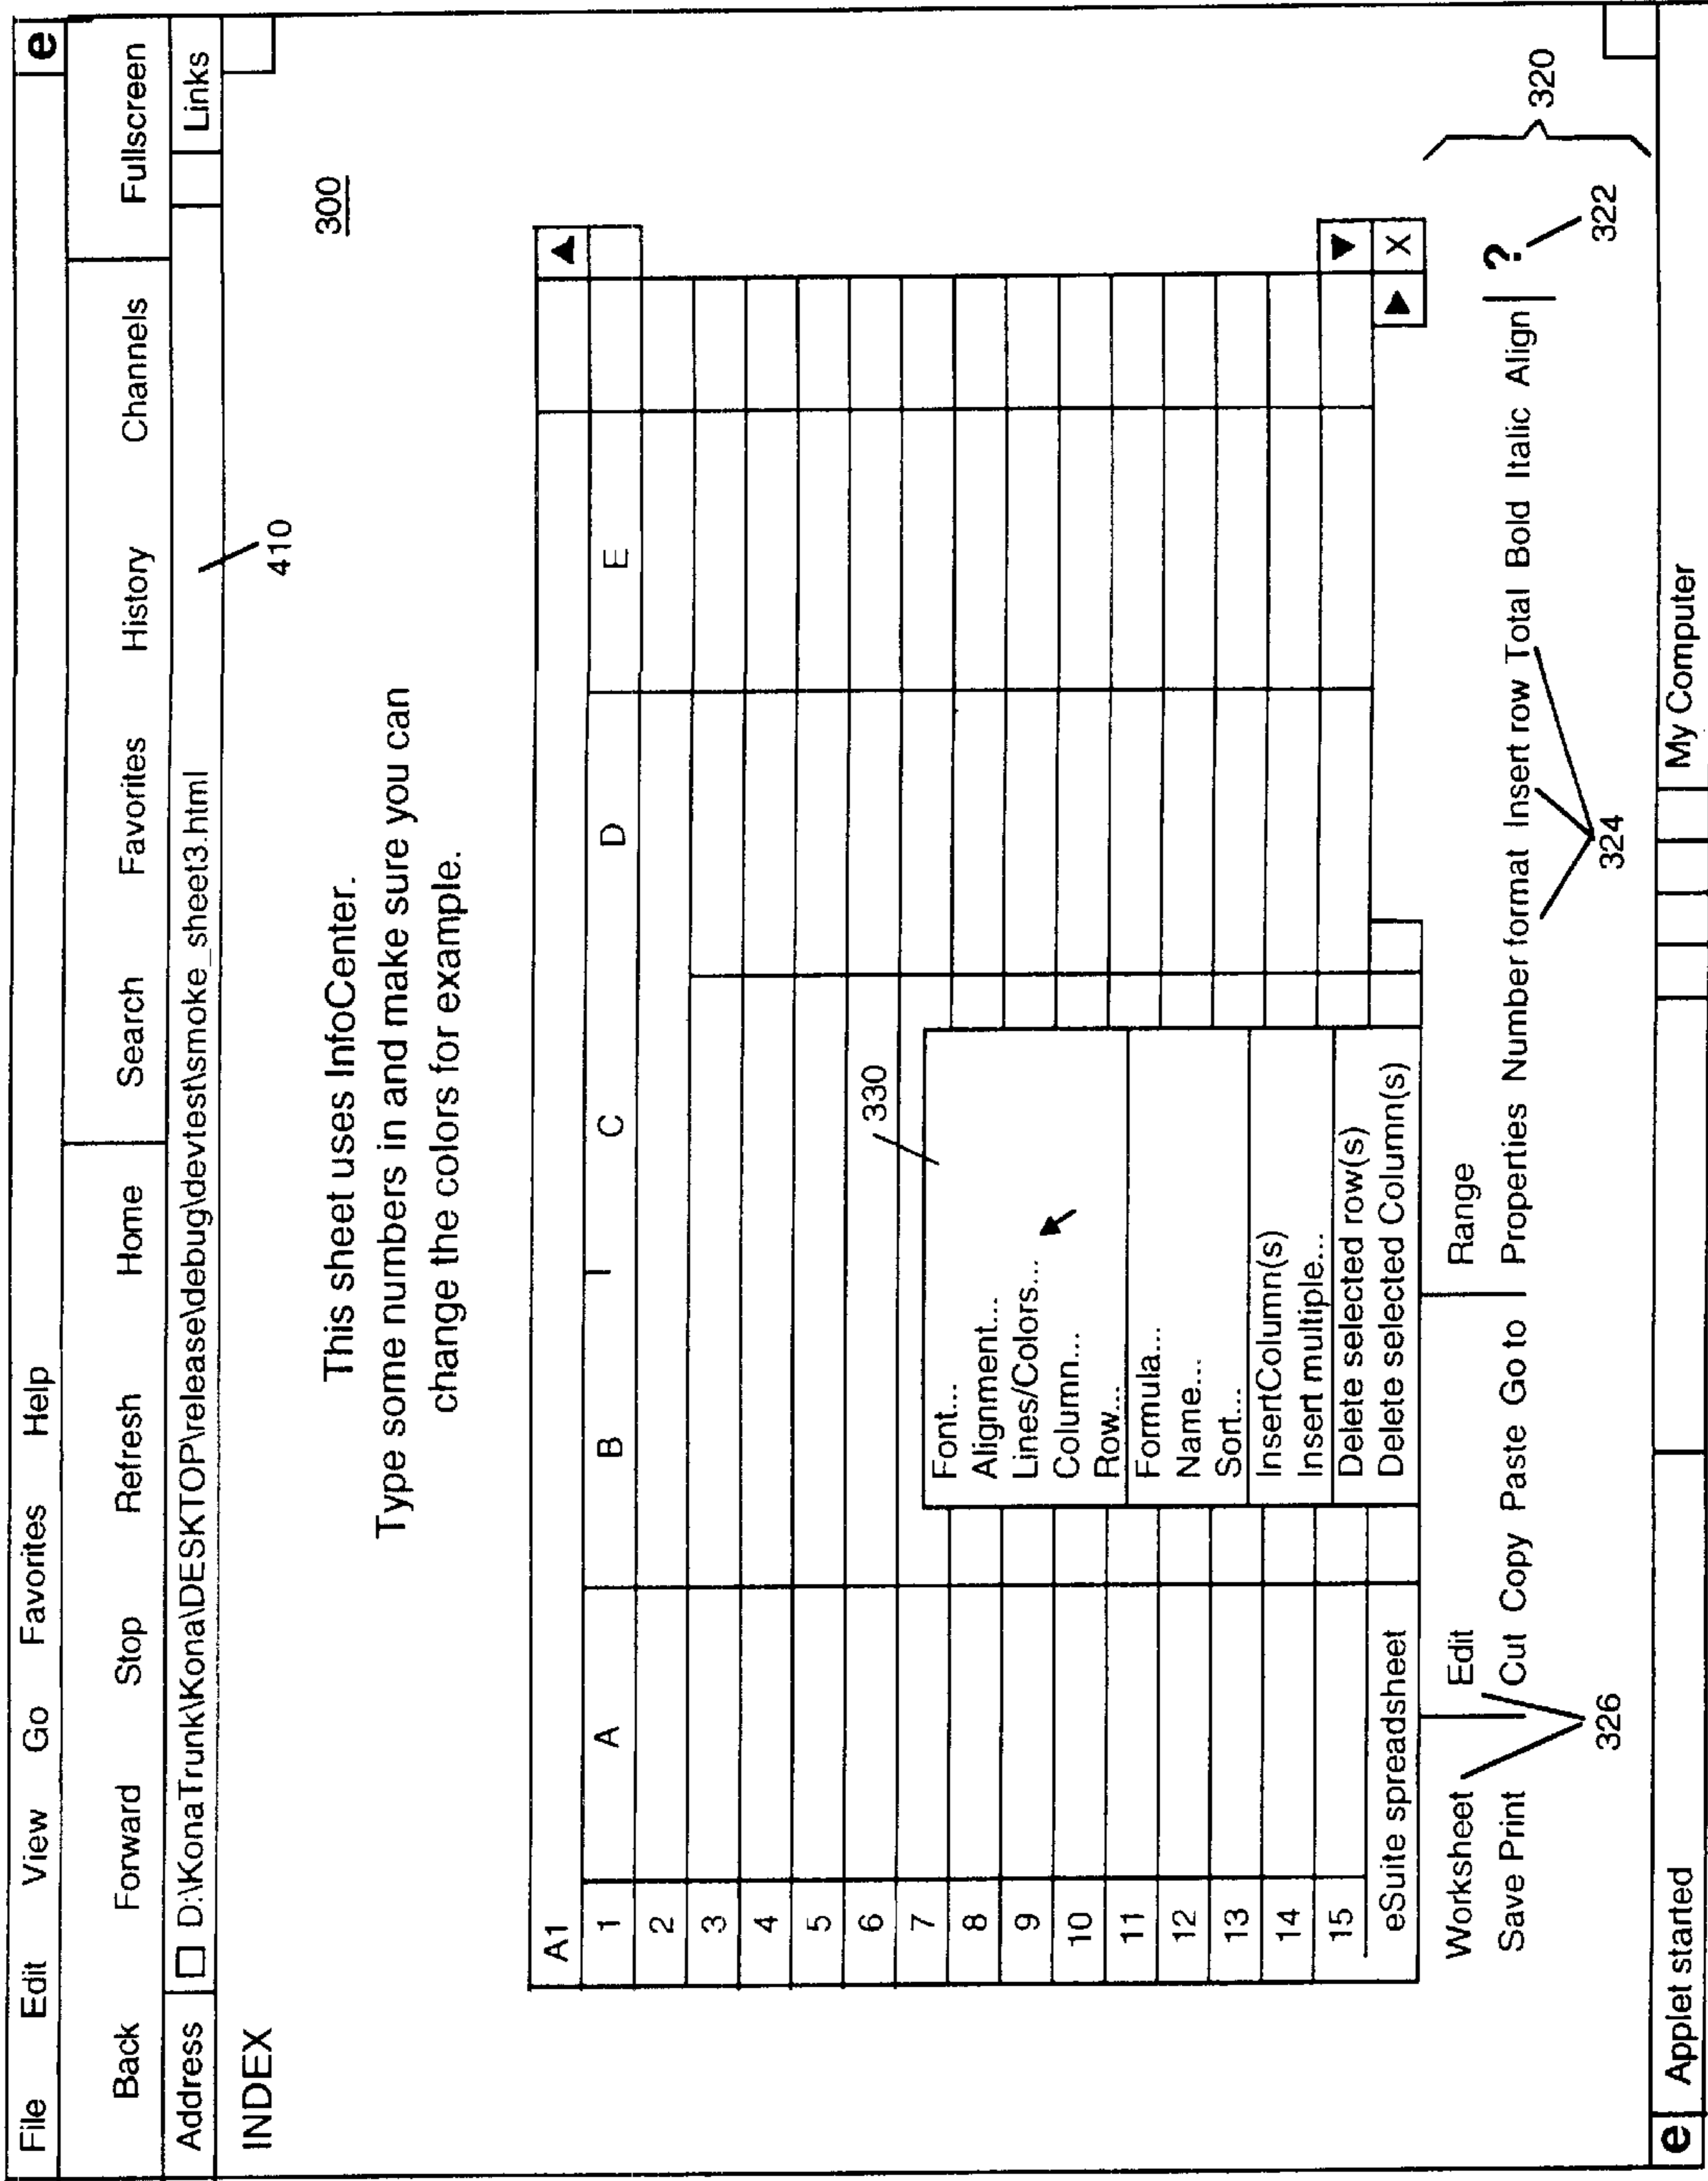 File Edit View Go Favorites Help e
Back Forward Stop Refresh Home Search Favorites History Channels Fullscreen
Address D:\KonaTrunk\Kona\DESKTOP\release\debug\devtest\smoke_sheet3.html Links
410
INDEX
300
This sheet uses InfoCenter.
Type some numbers in and make sure you can
change the colors for example.
A1
1 A B C D E
2
3
4
5
6
330
7
8
9
10
11
12
13
14
15
Font...
Alignment...
Lines/Colors...
Column...
Row...
Formula...
Name...
Sort...
InsertColumn(s)
Insert multiple...
Delete selected row(s)
Delete selected Column(s)
eSuite spreadsheet X
Worksheet Edit Range
Save Print Cut Copy Paste Go to Properties Number format Insert row Total Bold Italic Align ?
320
322
326 324
e Applet started My Computer